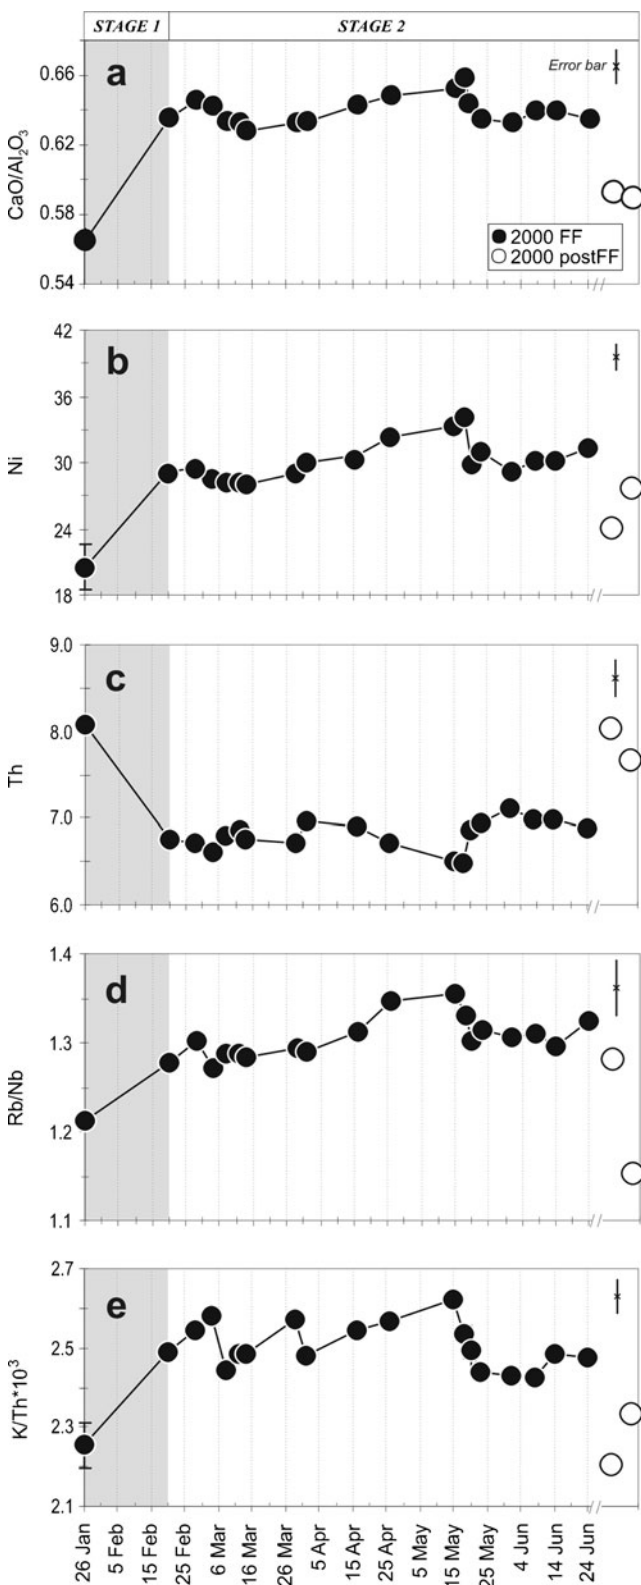 STAGE 1 STAGE 2
a
Error bar
0.66
0.62
0.58
0.54
CaO/Al₂O₃
2000 FF
2000 postFF
b
42
36
30
24
18
Ni
c
9.0
8.0
7.0
6.0
Th
d
1.4
1.3
1.2
1.1
Rb/Nb
e
2.7
2.5
2.3
2.1
K/Th*10³
26 Jan
5 Feb
15 Feb
25 Feb
6 Mar
16 Mar
26 Mar
5 Apr
15 Apr
25 Apr
5 May
15 May
25 May
4 Jun
14 Jun
24 Jun